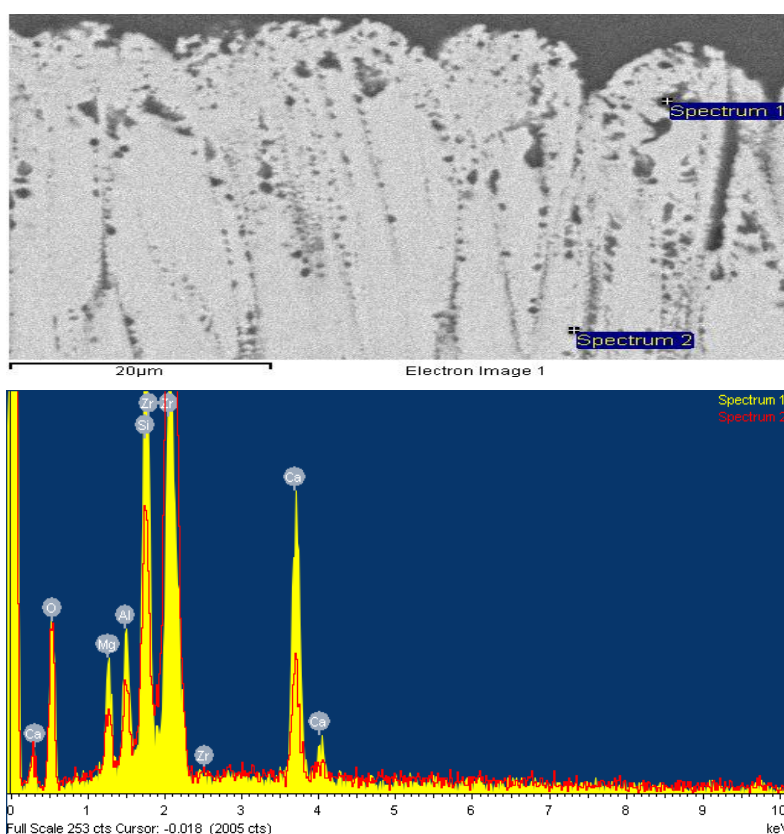 Spectrum 1
Spectrum 2
20µm Electron Image 1
Spectrum 1
Spectrum 2
Zr Zr
Si
Ca
O
Al
Mg
Ca
Ca
Zr
0 1 2 3 4 5 6 7 8 9 10
Full Scale 253 cts Cursor: -0.018 (2005 cts) keV